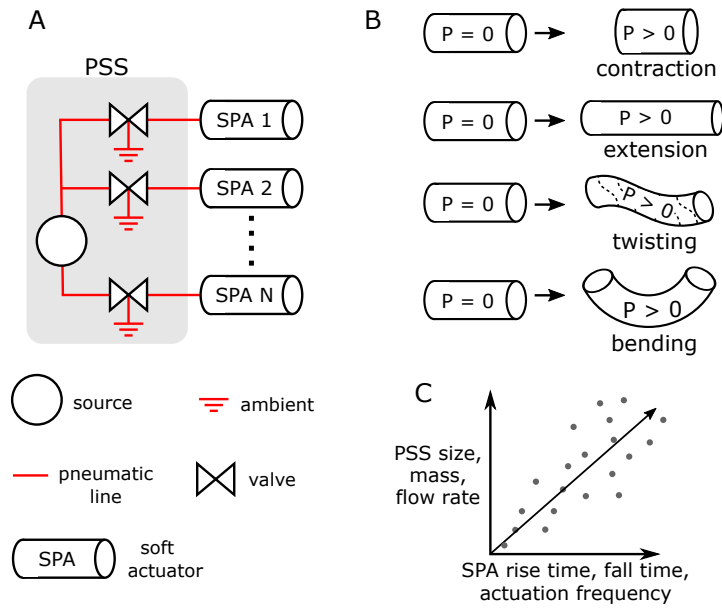 A
PSS
SPA 1
SPA 2
SPA N
source
ambient
pneumatic
line
valve
SPA
soft
actuator
B
P = 0
P > 0
contraction
P = 0
P > 0
extension
P = 0
P > 0
twisting
P = 0
P > 0
bending
C
PSS size,
mass,
flow rate
SPA rise time, fall time,
actuation frequency